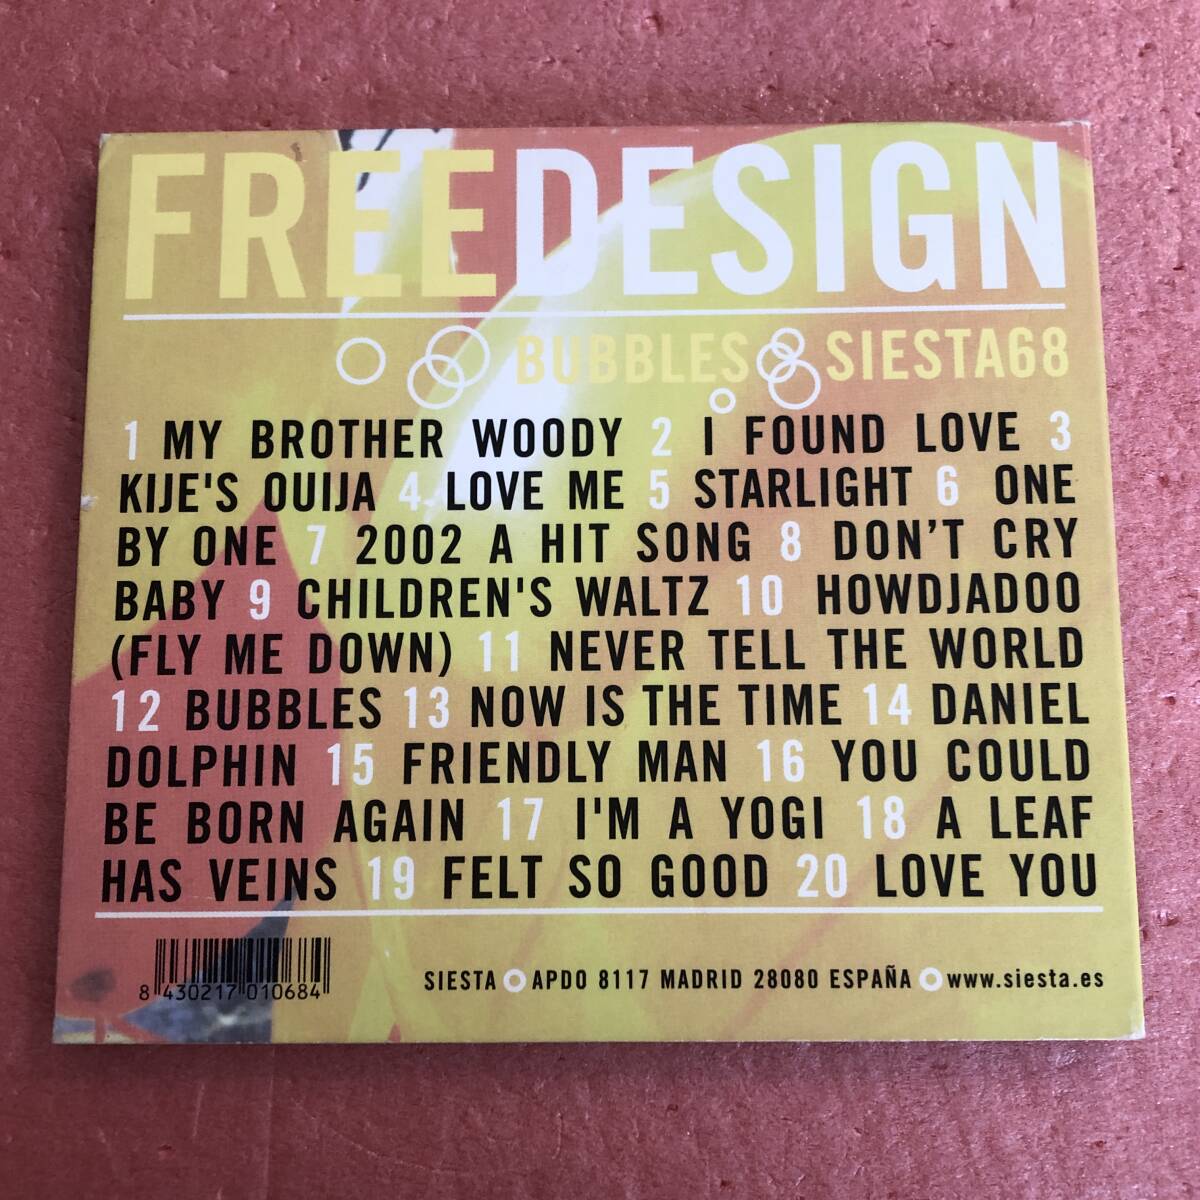 FREEDESIGN
BUBBLES SIESTA68
1 MY BROTHER WOODY 2 I FOUND LOVE 3
KIJE'S OUIJA 4 LOVE ME 5 STARLIGHT 6 ONE
BY ONE 7 2002 A HIT SONG 8 DON'T CRY
BABY 9 CHILDREN'S WALTZ 10 HOWDJADOO
(FLY ME DOWN) 11 NEVER TELL THE WORLD
12 BUBBLES 13 NOW IS THE TIME 14 DANIEL
DOLPHIN 15 FRIENDLY MAN 16 YOU COULD
BE BORN AGAIN 17 I'M A YOGI 18 A LEAF
HAS VEINS 19 FELT SO GOOD 20 LOVE YOU
8 430217 010684
SIESTA APDO 8117 MADRID 28080 ESPAÑA www.siesta.es